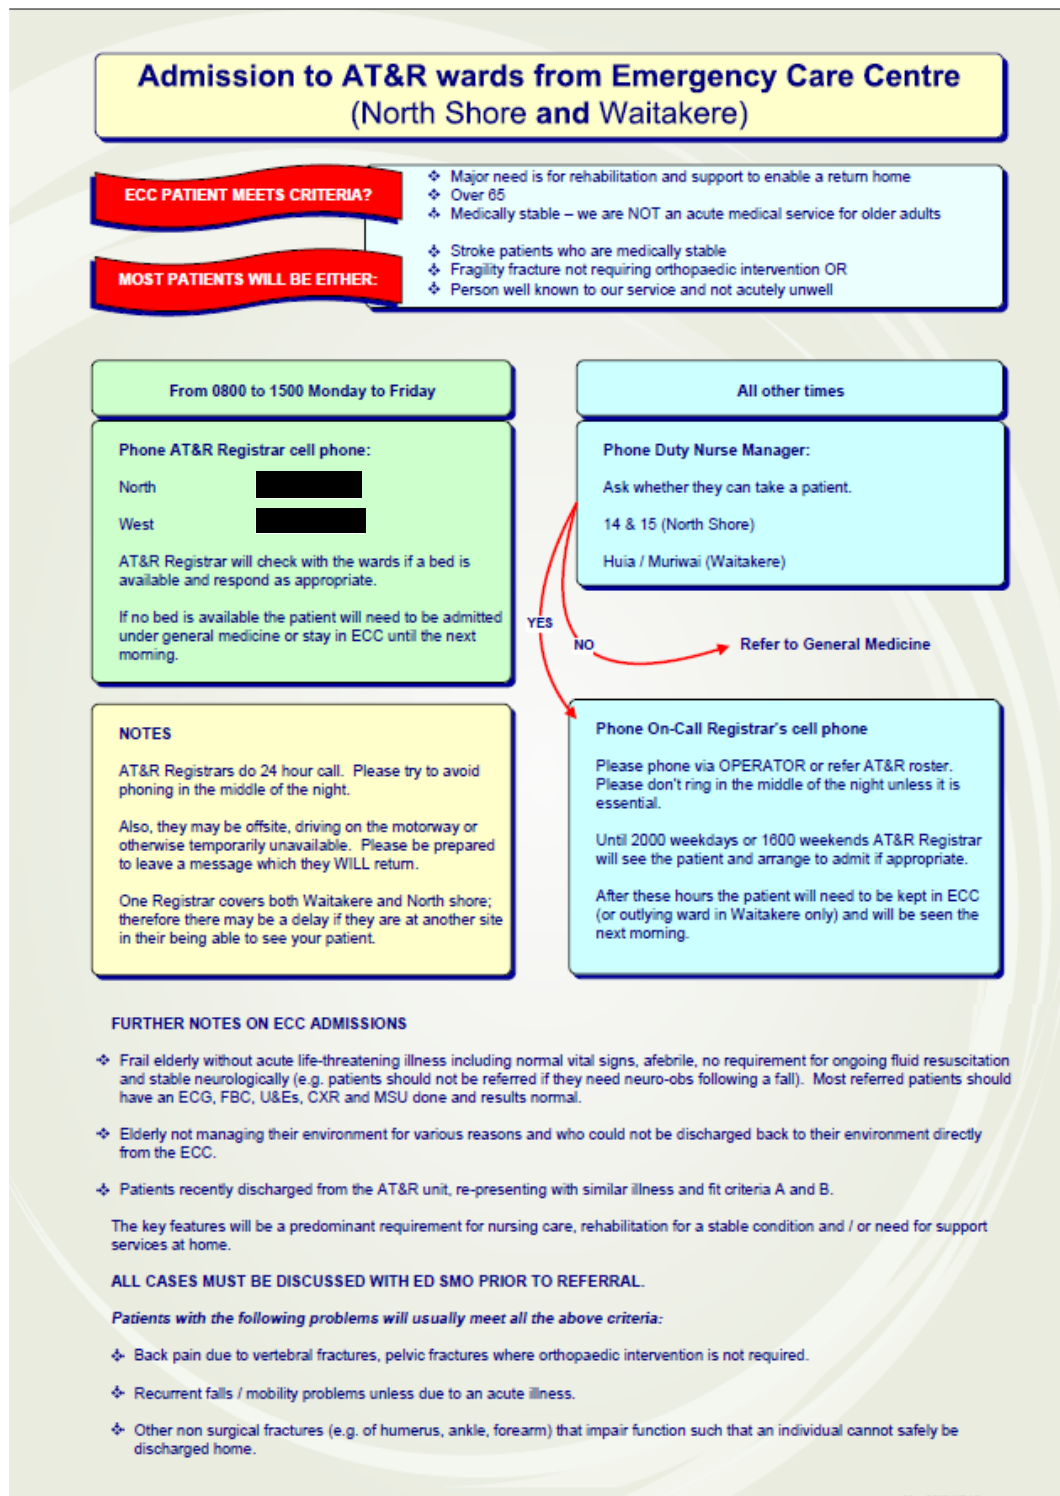 Admission to AT&R wards from Emergency Care Centre
(North Shore and Waitakere)
ECC PATIENT MEETS CRITERIA?
❖ Major need is for rehabilitation and support to enable a return home
❖ Over 65
❖ Medically stable – we are NOT an acute medical service for older adults
MOST PATIENTS WILL BE EITHER:
❖ Stroke patients who are medically stable
❖ Fragility fracture not requiring orthopaedic intervention OR
❖ Person well known to our service and not acutely unwell
From 0800 to 1500 Monday to Friday
Phone AT&R Registrar cell phone:
North
West
AT&R Registrar will check with the wards if a bed is
available and respond as appropriate.
If no bed is available the patient will need to be admitted
under general medicine or stay in ECC until the next
morning.
All other times
Phone Duty Nurse Manager:
Ask whether they can take a patient.
14 & 15 (North Shore)
Huia / Muriwai (Waitakere)
YES
NO
Refer to General Medicine
NOTES
AT&R Registrars do 24 hour call. Please try to avoid
phoning in the middle of the night.
Also, they may be offsite, driving on the motorway or
otherwise temporarily unavailable. Please be prepared
to leave a message which they WILL return.
One Registrar covers both Waitakere and North shore;
therefore there may be a delay if they are at another site
in their being able to see your patient.
Phone On-Call Registrar's cell phone
Please phone via OPERATOR or refer AT&R roster.
Please don't ring in the middle of the night unless it is
essential.
Until 2000 weekdays or 1600 weekends AT&R Registrar
will see the patient and arrange to admit if appropriate.
After these hours the patient will need to be kept in ECC
(or outlying ward in Waitakere only) and will be seen the
next morning.
FURTHER NOTES ON ECC ADMISSIONS
❖ Frail elderly without acute life-threatening illness including normal vital signs, afebrile, no requirement for ongoing fluid resuscitation
and stable neurologically (e.g. patients should not be referred if they need neuro-obs following a fall). Most referred patients should
have an ECG, FBC, U&Es, CXR and MSU done and results normal.
❖ Elderly not managing their environment for various reasons and who could not be discharged back to their environment directly
from the ECC.
❖ Patients recently discharged from the AT&R unit, re-presenting with similar illness and fit criteria A and B.
The key features will be a predominant requirement for nursing care, rehabilitation for a stable condition and / or need for support
services at home.
ALL CASES MUST BE DISCUSSED WITH ED SMO PRIOR TO REFERRAL.
Patients with the following problems will usually meet all the above criteria:
❖ Back pain due to vertebral fractures, pelvic fractures where orthopaedic intervention is not required.
❖ Recurrent falls / mobility problems unless due to an acute illness.
❖ Other non surgical fractures (e.g. of humerus, ankle, forearm) that impair function such that an individual cannot safely be
discharged home.